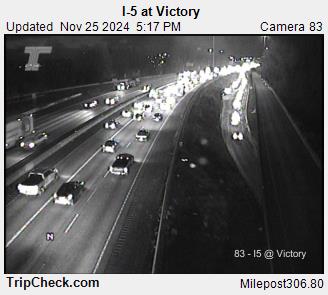 I-5 at Victory
Updated Nov 25 2024 5:17 PM
Camera 83
T
N
83 - I5 @ Victory
TripCheck.com
Milepost306.80